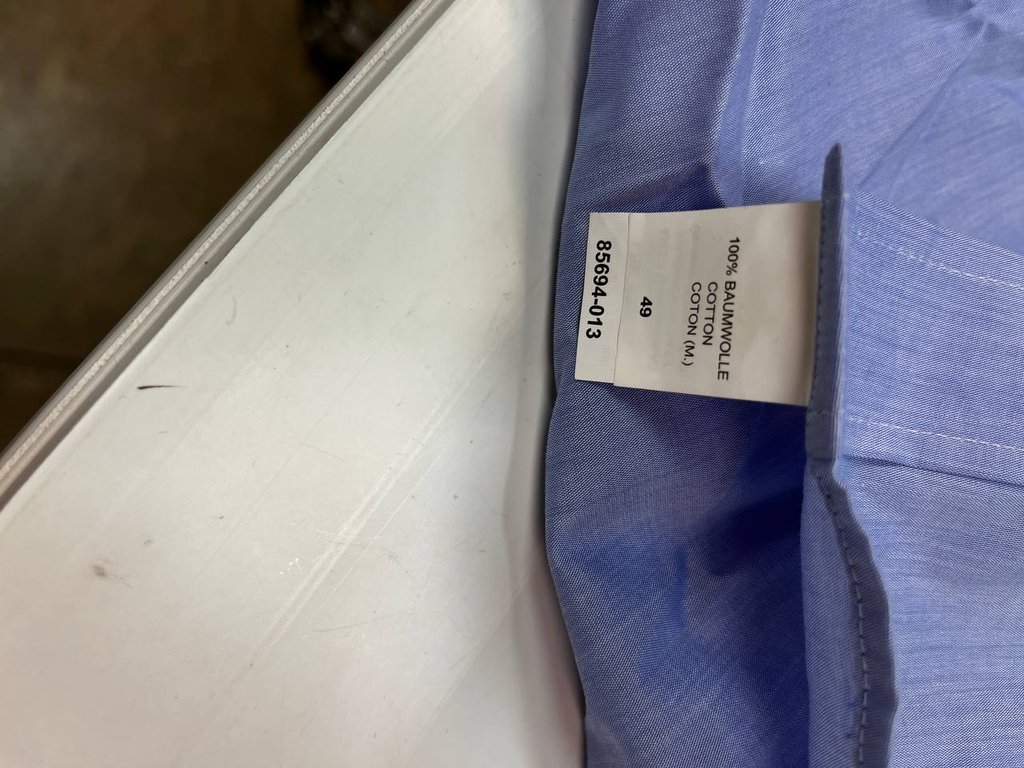 100% BAUMWOLLE
COTTON
COTON (M.)
49
85694-013